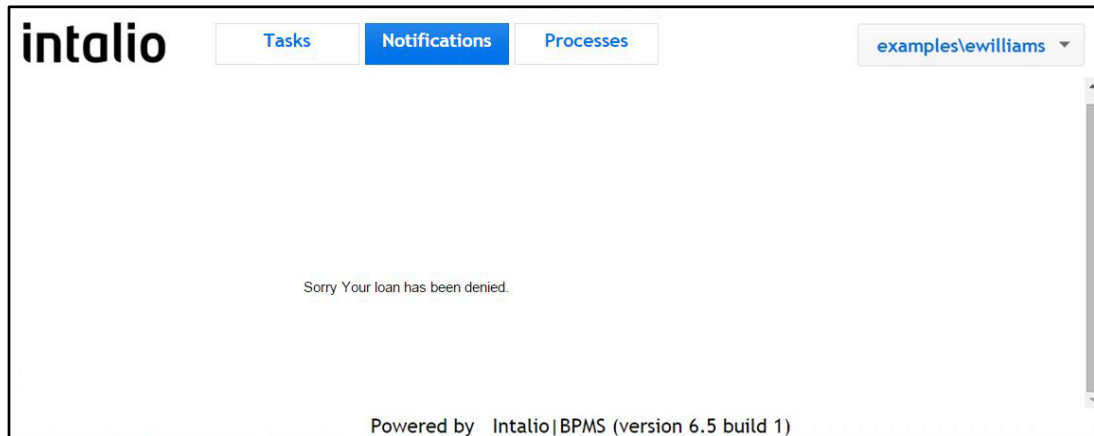 intalio Tasks Notifications Processes examples\ewilliams
Sorry Your loan has been denied.
Powered by Intalio|BPMS (version 6.5 build 1)